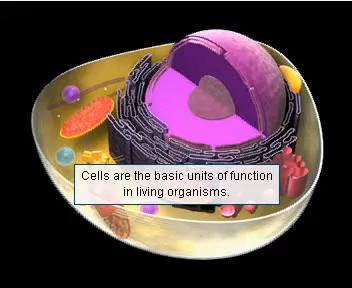 Cells are the basic units of function
in living organisms.